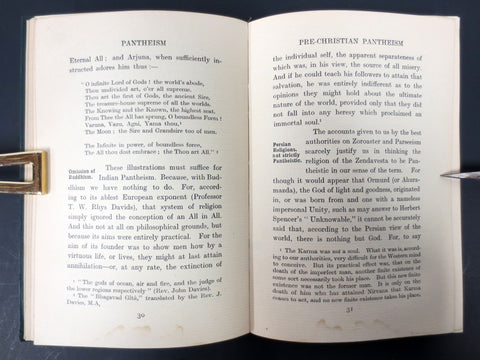 PANTHEISM
Eternal All: and Arjuna, when sufficiently in-
structed adores him thus:—
"O infinite Lord of Gods! the world's abode,
Thou undivided art, o'er all supreme.
Thou art the first of Gods, the ancient Sire,
The treasure-house supreme of all the worlds.
The Knowing and the Known, the highest seat.
From Thee the All has sprung, O boundless Form!
Varuna, Vayu, Agni, Yama thou,¹
The Moon; the Sire and Grandsire too of men.
The Infinite in power, of boundless force,
The All thou dost embrace; the Thou art All." ²
Omission of
Buddhism.
These illustrations must suffice for
Indian Pantheism. Because, with Bud-
dhism we have nothing to do. For, accord-
ing to its ablest European exponent (Professor
T. W. Rhys Davids), that system of religion
simply ignored the conception of an All in All.
And this not at all on philosophical grounds, but
because its aims were entirely practical. For the
aim of its founder was to show men how by a
virtuous life, or lives, they might at last attain
annihilation—or, at any rate, the extinction of
¹ "The gods of ocean, air and fire, and the judge of
the lower regions respectively" (Rev. John Davies).
² The "Bhagavad Gîtâ," translated by the Rev. J.
Davies, M.A.
30
PRE-CHRISTIAN PANTHEISM
the individual self, the apparent separateness of
which was, in his view, the source of all misery.
And if he could teach his followers to attain that
salvation, he was entirely indifferent as to the
opinions they might hold about the ultimate
nature of the world, provided only that they did
not fall into any heresy which proclaimed an
immortal soul.¹
Persian
Religion—
not strictly
Pantheistic.
The accounts given to us by the best
authorities on Zoroaster and Parseeism
scarcely justify us in thinking the
religion of the Zendavesta to be Pan-
theistic in our sense of the term. For
though it would appear that Ormuzd (or Ahura-
mazda), the God of light and goodness, originated
in, or was born from and one with a nameless
impersonal Unity, such as may answer to Herbert
Spencer's "Unknowable," it cannot be accurately
said that, according to the Persian view of the
world, there is nothing but God. For, to say
¹ The Karma was not a soul. What it was is, accord-
ing to our authorities, very difficult for the Western mind
to conceive. But its practical effect was, that on the
death of the imperfect man, another finite existence of
some sort necessarily took his place. But this new finite
existence was not the former man. It is only on the
death of him who has attained Nirvana that Karma
ceases to act, and no new finite existence takes his place.
31